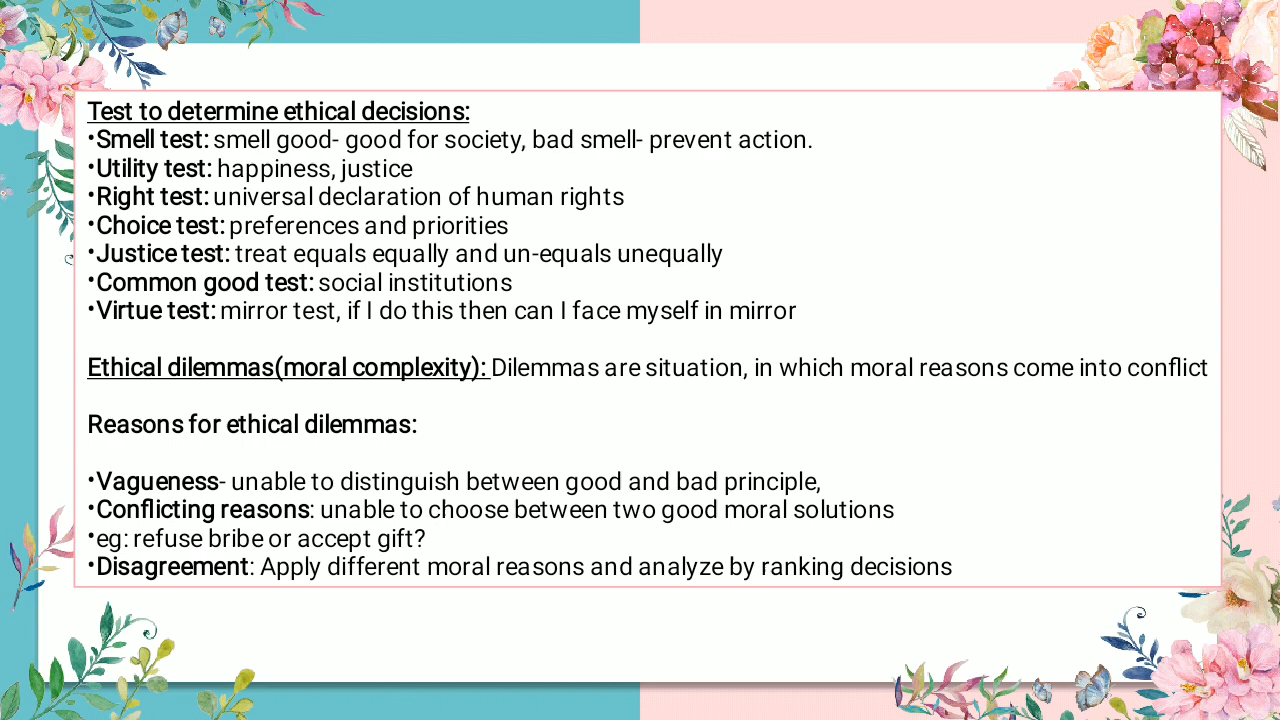 Test to determine ethical decisions:
•Smell test: smell good- good for society, bad smell- prevent action.
•Utility test: happiness, justice
•Right test: universal declaration of human rights
•Choice test: preferences and priorities
•Justice test: treat equals equally and un-equals unequally
•Common good test: social institutions
•Virtue test: mirror test, if I do this then can I face myself in mirror
Ethical dilemmas(moral complexity): Dilemmas are situation, in which moral reasons come into conflict
Reasons for ethical dilemmas:
•Vagueness- unable to distinguish between good and bad principle,
•Conflicting reasons: unable to choose between two good moral solutions
•eg: refuse bribe or accept gift?
•Disagreement: Apply different moral reasons and analyze by ranking decisions